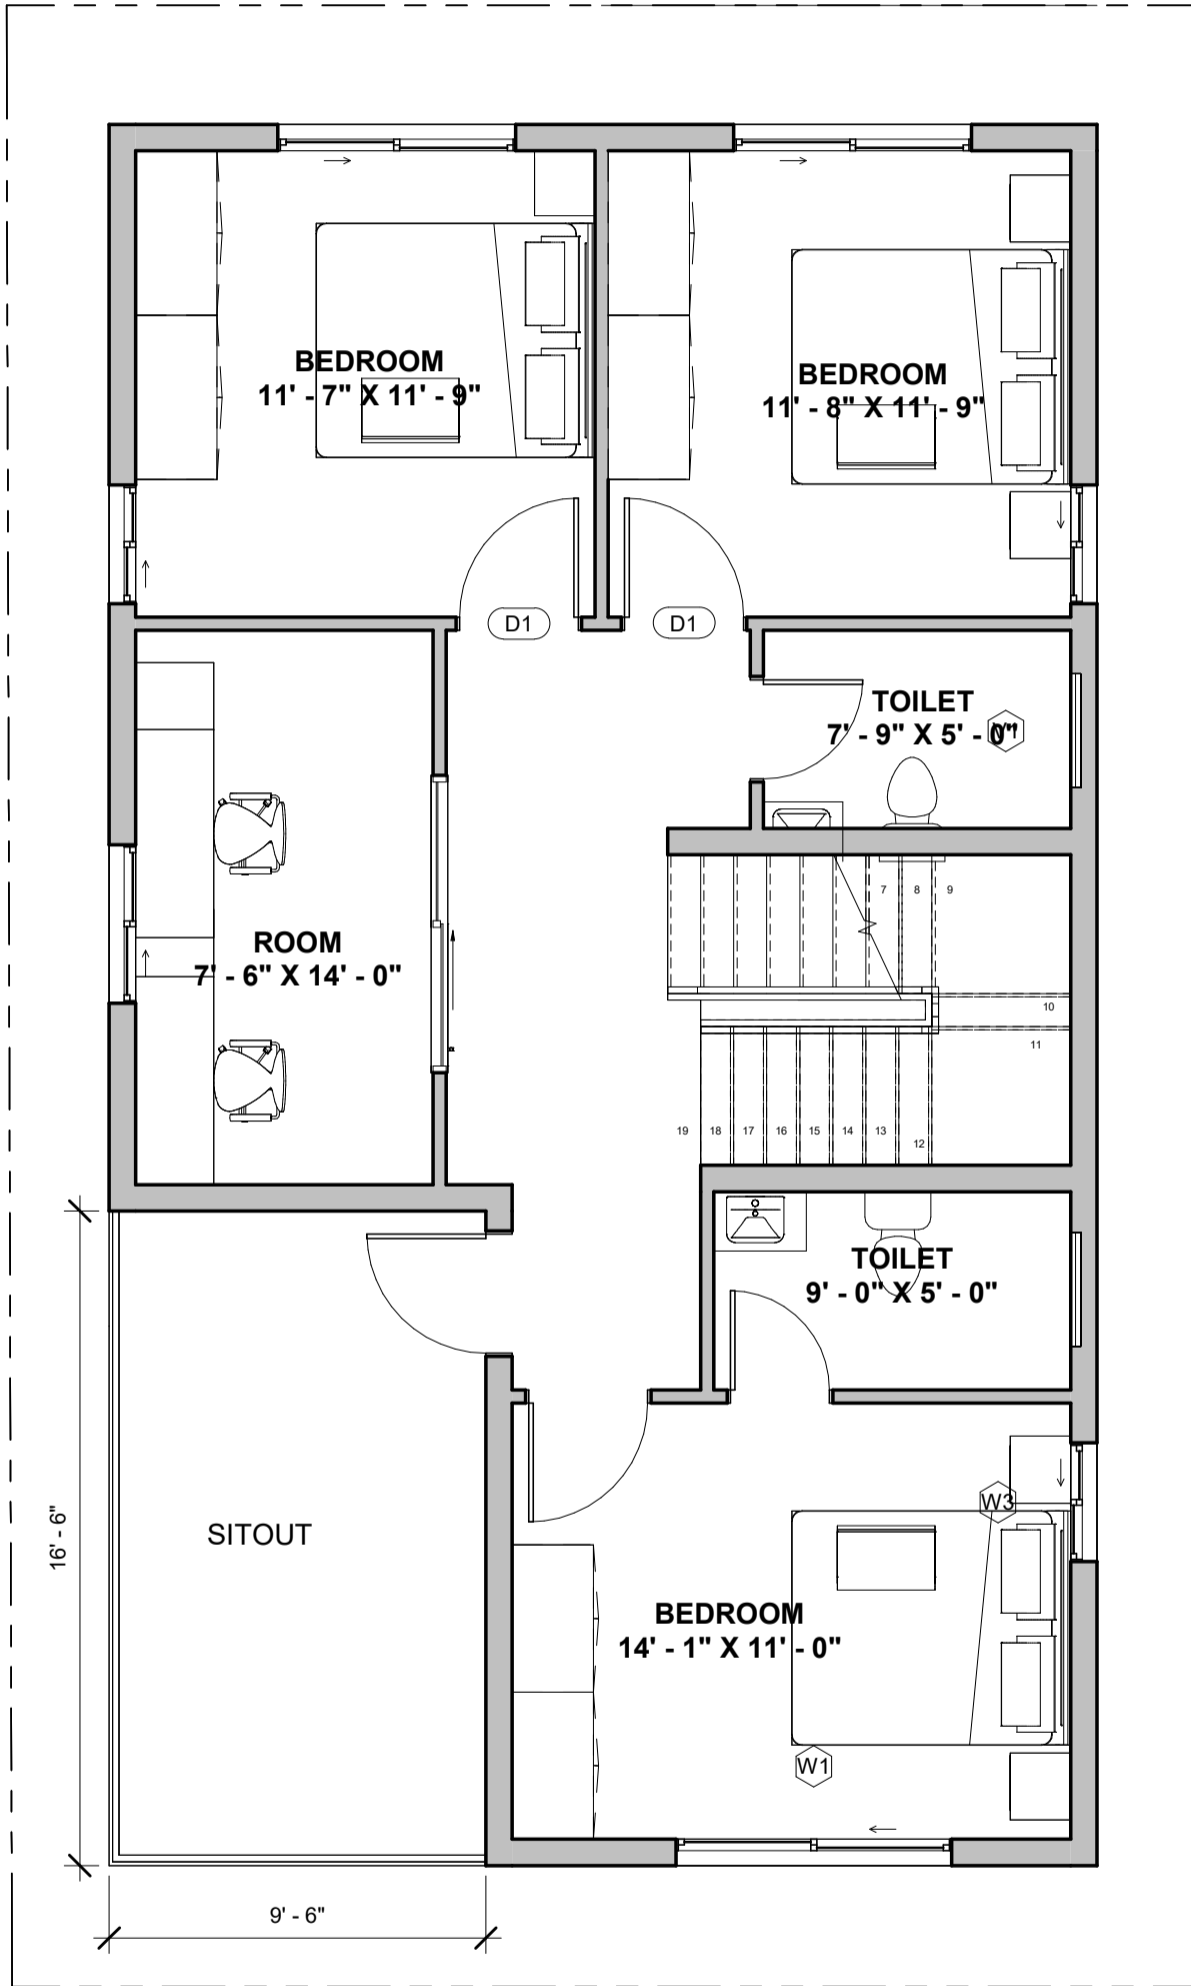 BEDROOM
11' - 7" X 11' - 9"
BEDROOM
11' - 8" X 11' - 9"
D1
D1
TOILET
7' - 9" X 5' - 0"
ROOM
7' - 6" X 14' - 0"
7
8
9
10
11
19
18
17
16
15
14
13
12
TOILET
9' - 0" X 5' - 0"
16' - 6"
SITOUT
W3
BEDROOM
14' - 1" X 11' - 0"
W1
9' - 6"